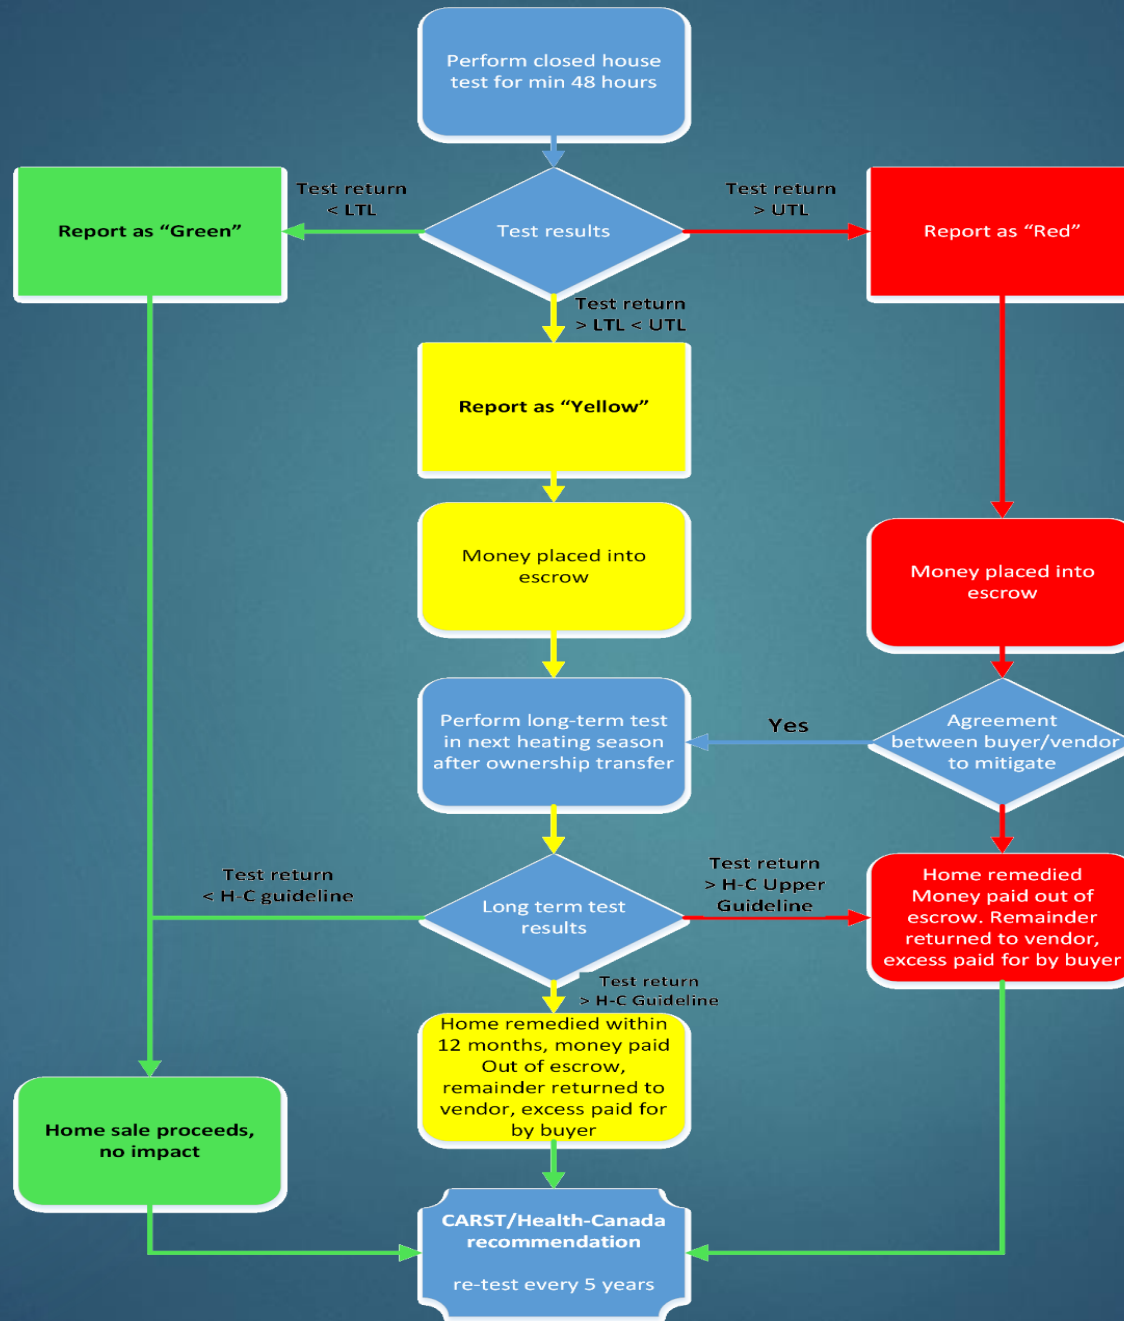 Perform closed house
test for min 48 hours
Test return
< LTL
Test return
> UTL
Report as “Green”
Test results
Report as “Red”
Test return
> LTL < UTL
Report as “Yellow”
Money placed into
escrow
Money placed into
escrow
Perform long-term test
in next heating season
after ownership transfer
Yes
Agreement
between buyer/vendor
to mitigate
Test return
< H-C guideline
Long term test
results
Test return
> H-C Upper
Guideline
Home remedied
Money paid out of
escrow. Remainder
returned to vendor,
excess paid for by buyer
Test return
> H-C Guideline
Home remedied within
12 months, money paid
Out of escrow,
remainder returned to
vendor, excess paid for
by buyer
Home sale proceeds,
no impact
CARST/Health-Canada
recommendation
re-test every 5 years